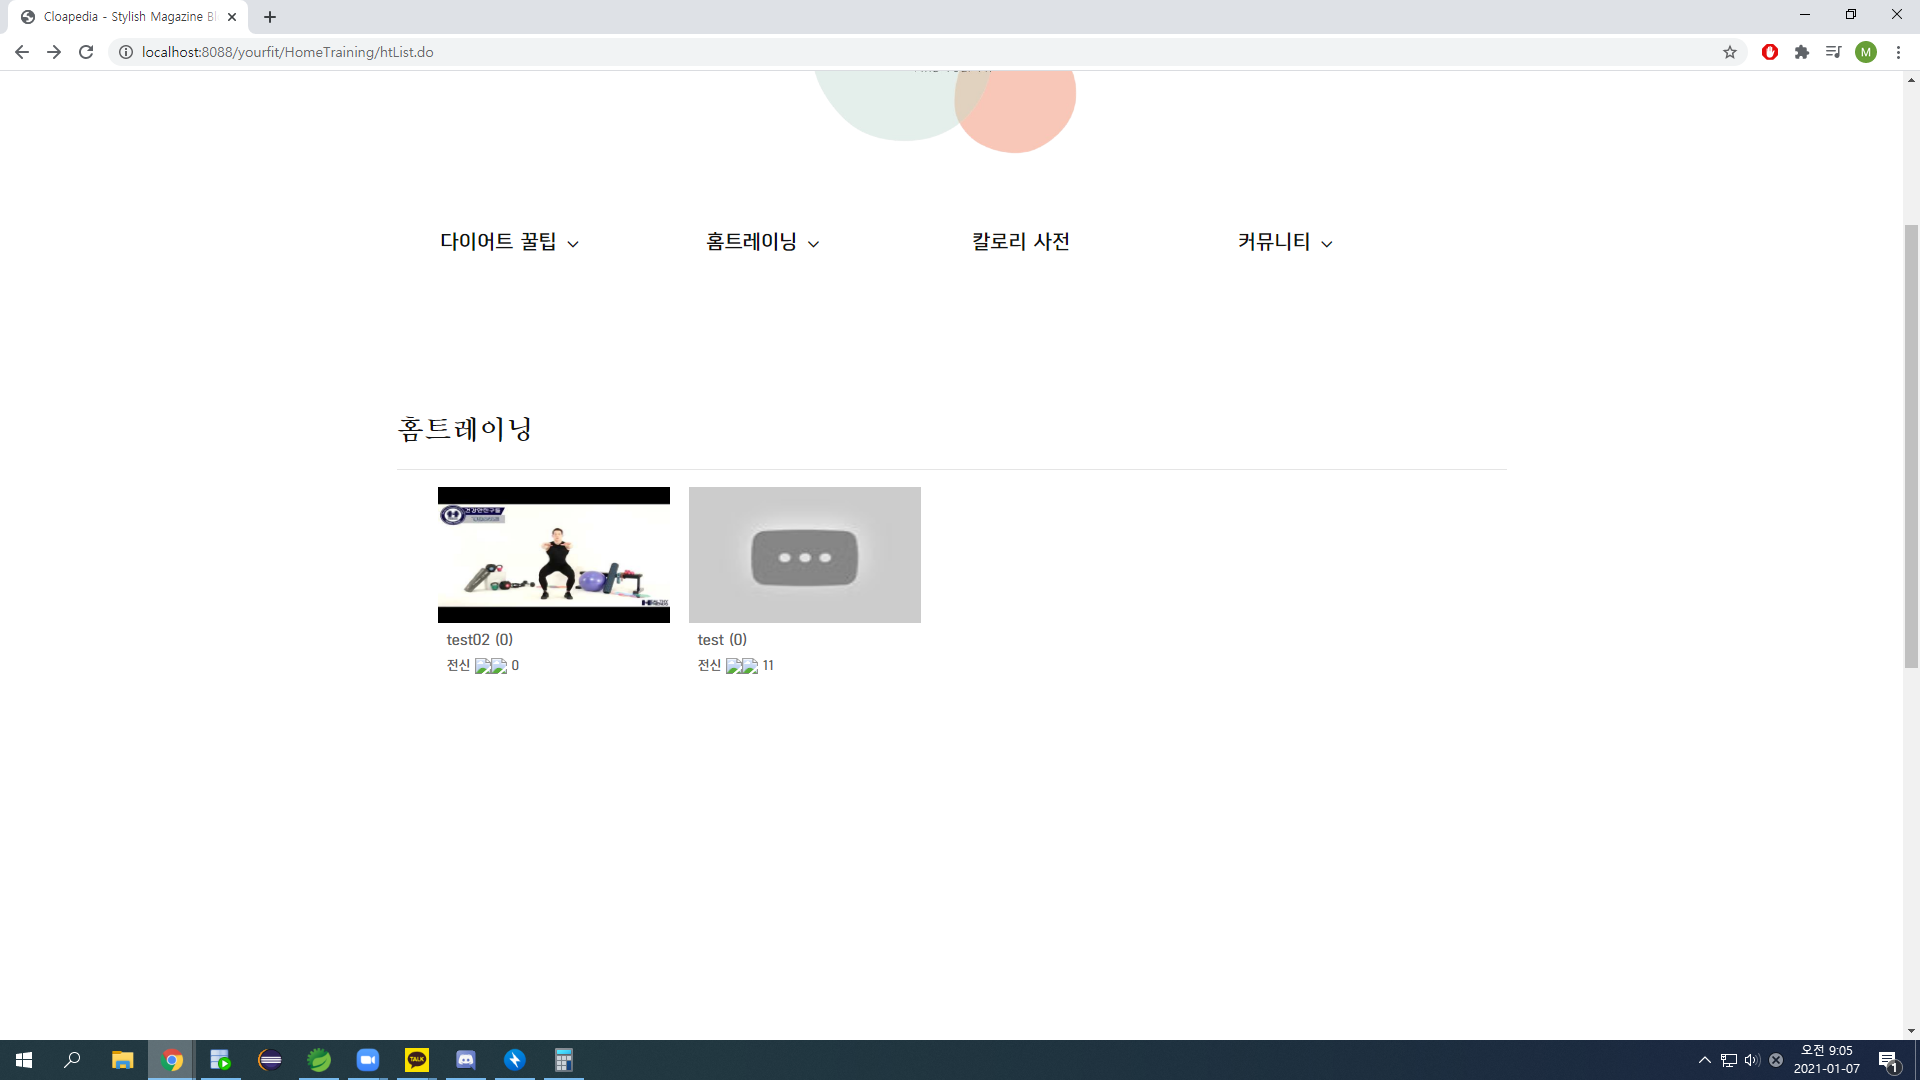 Cloapedia - Stylish Magazine Bl
localhost:8088/yourfit/HomeTraining/htList.do
M
다이어트 꿀팁
홈트레이닝
칼로리 사전
커뮤니티
홈트레이닝
test02 (0)
test (0)
전신 0
전신 11
TALK
오전 9:05
2021-01-07
1